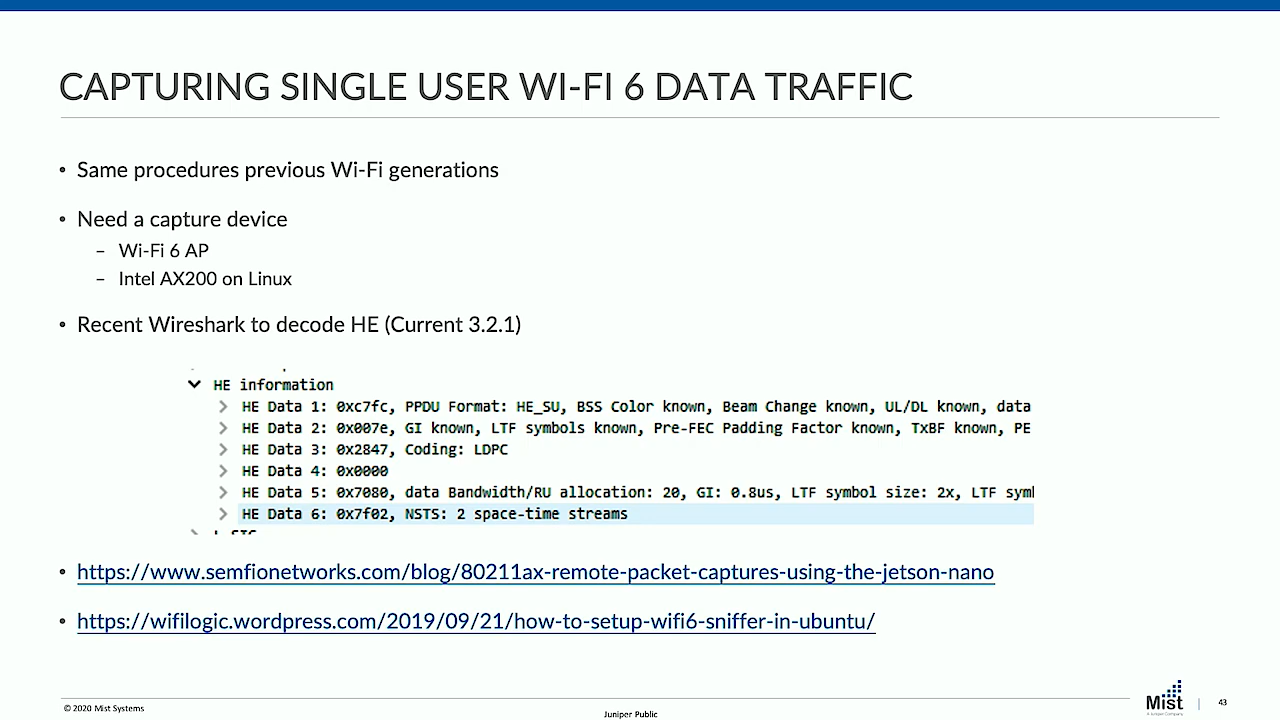 CAPTURING SINGLE USER WI-FI 6 DATA TRAFFIC
• Same procedures previous Wi-Fi generations
• Need a capture device
– Wi-Fi 6 AP
– Intel AX200 on Linux
• Recent Wireshark to decode HE (Current 3.2.1)
HE information
HE Data 1: 0xc7fc, PPDU Format: HE_SU, BSS Color known, Beam Change known, UL/DL known, data
HE Data 2: 0x007e, GI known, LTF symbols known, Pre-FEC Padding Factor known, TxBF known, PE
HE Data 3: 0x2847, Coding: LDPC
HE Data 4: 0x0000
HE Data 5: 0x7080, data Bandwidth/RU allocation: 20, GI: 0.8us, LTF symbol size: 2x, LTF sym
HE Data 6: 0x7f02, NSTS: 2 space-time streams
• https://www.semfionetworks.com/blog/80211ax-remote-packet-captures-using-the-jetson-nano
• https://wifilogic.wordpress.com/2019/09/21/how-to-setup-wifi6-sniffer-in-ubuntu/
© 2020 Mist Systems
Juniper Public
Mist
A Juniper Company
43